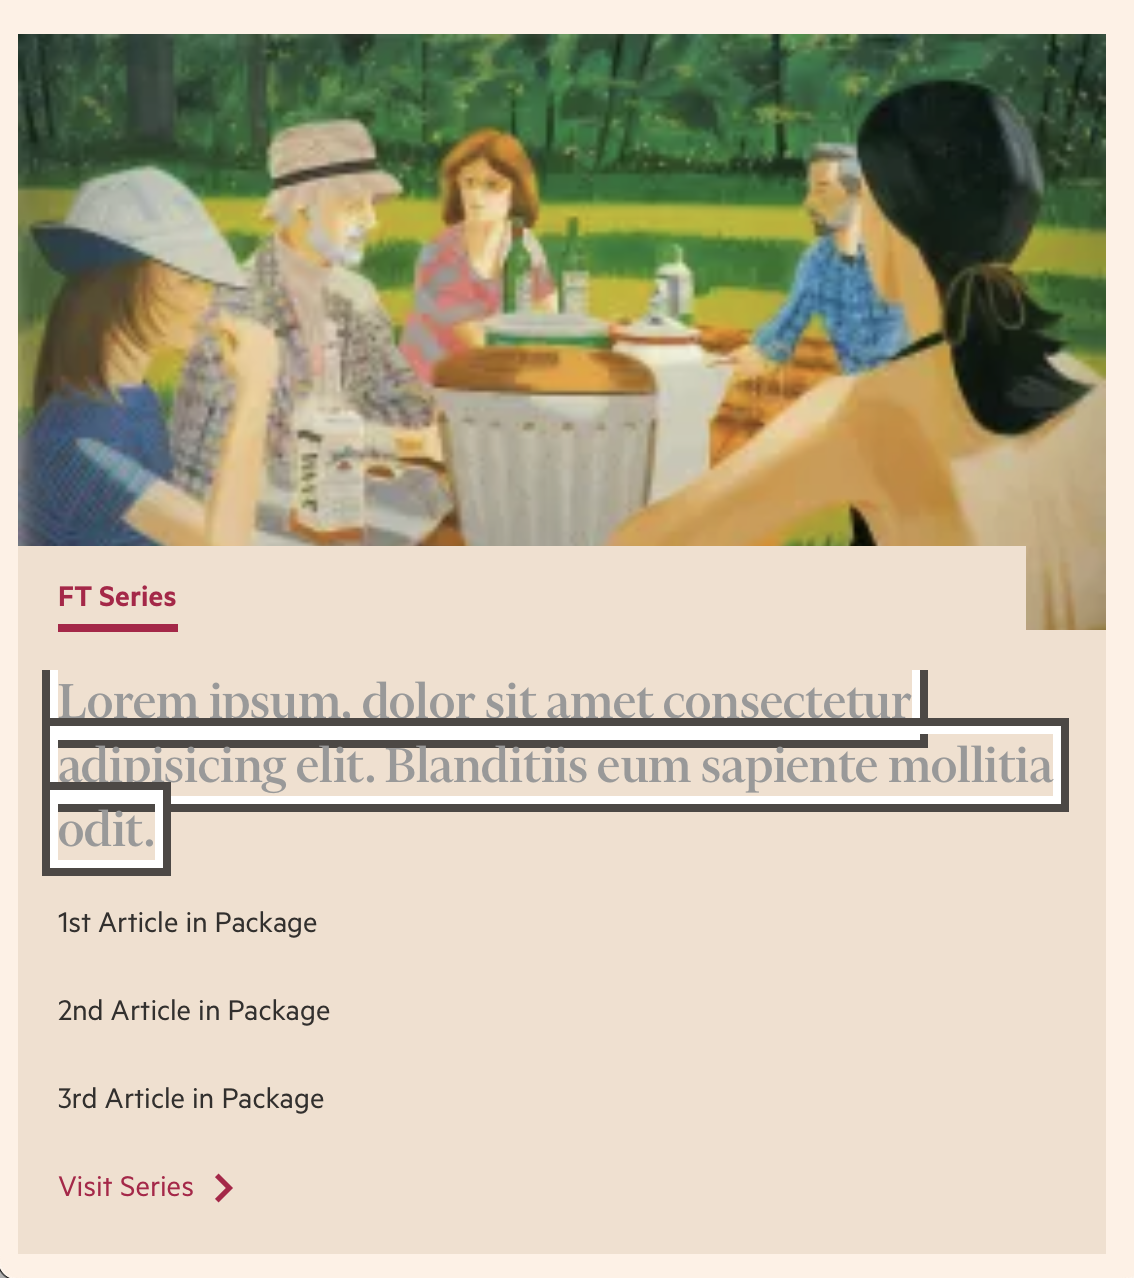 FT Series
Lorem ipsum, dolor sit amet consectetur
adipisicing elit. Blanditiis eum sapiente mollitia
odit.
1st Article in Package
2nd Article in Package
3rd Article in Package
Visit Series